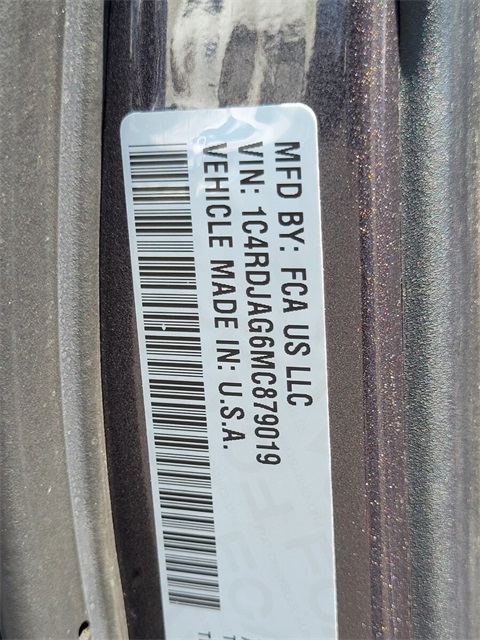 MFD BY: FCA US LLC
VIN: 1C4RDJAG6MC879019
VEHICLE MADE IN: U.S.A.